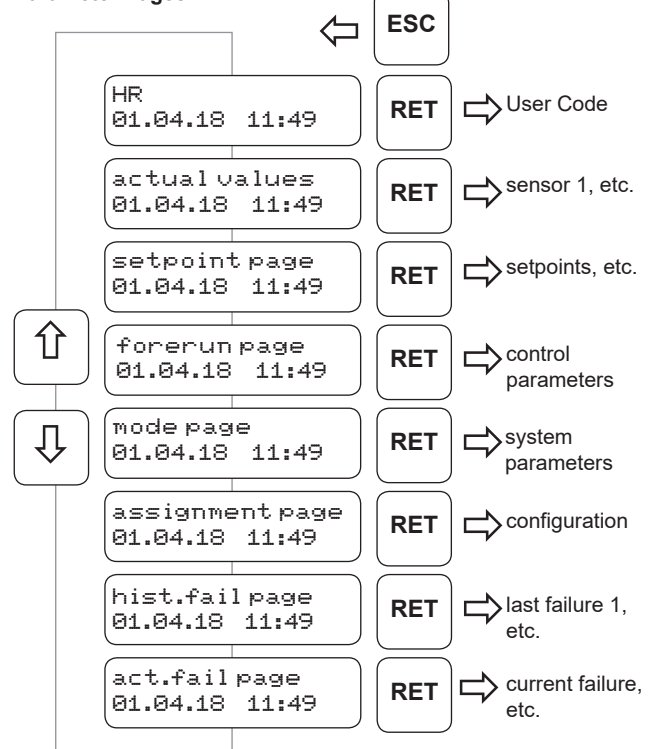 ESC
HR
01.04.18 11:49
RET
User Code
actual values
01.04.18 11:49
RET
sensor 1, etc.
setpoint page
01.04.18 11:49
RET
setpoints, etc.
forerun page
01.04.18 11:49
RET
control
parameters
mode page
01.04.18 11:49
RET
system
parameters
assignment page
01.04.18 11:49
RET
configuration
hist.fail page
01.04.18 11:49
RET
last failure 1,
etc.
act.fail page
01.04.18 11:49
RET
current failure,
etc.